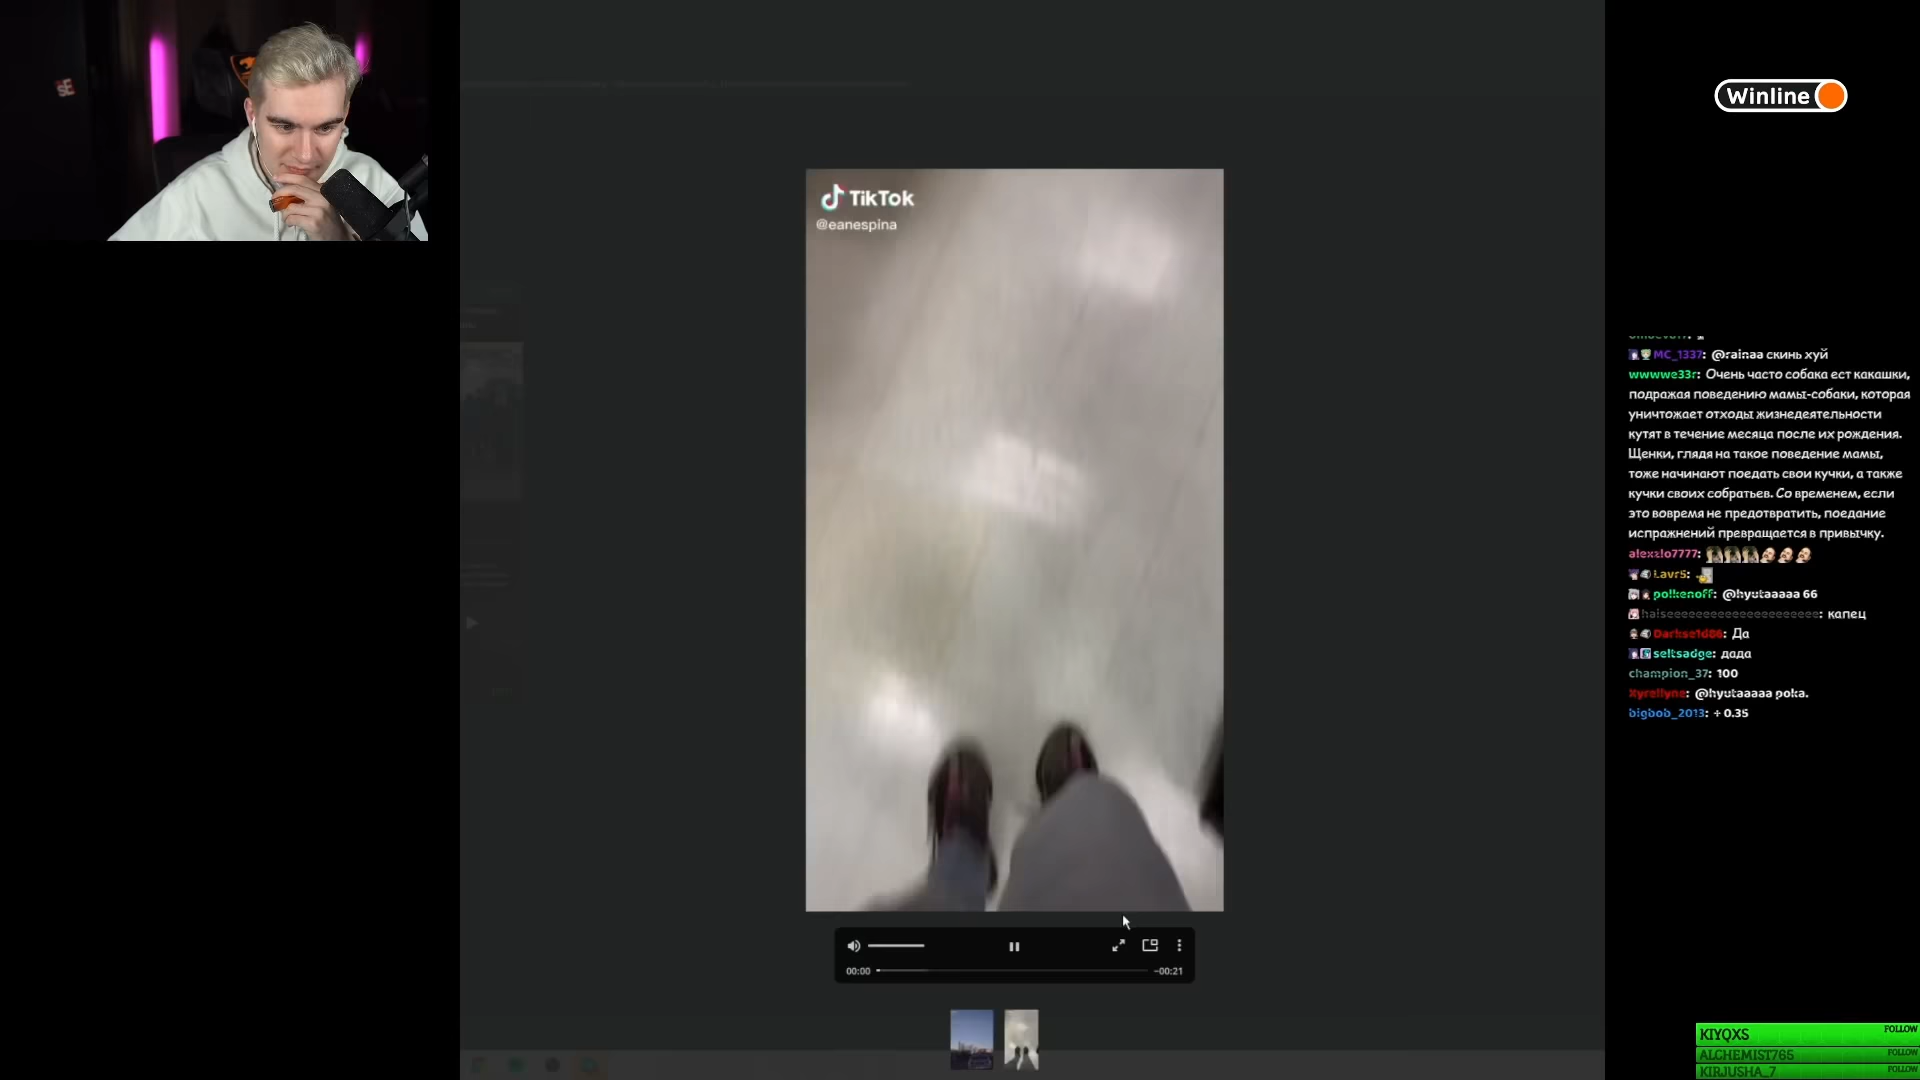 TikTok
@eanespina
00:00
-00:21
Winline
MC_1337: @rainaa скинь хуй
wwwwe33r: Очень часто собака ест какашки,
подражая поведению мамы-собаки, которая
уничтожает отходы жизнедеятельности
кутят в течение месяца после их рождения.
Щенки, глядя на такое поведение мамы,
тоже начинают поедать свои кучки, а также
кучки своих собратьев. Со временем, если
это вовремя не предотвратить, поедание
испражнений превращается в привычку.
alexzlo7777:
Lavr5:
polkenoff: @hyutaaaaa 66
: капец
Darkse1d86: Да
seltsadge: дада
champion_37: 100
Xyrellyne: @hyutaaaaa poka.
bigbob_2013: + 0.35
KIYQXS FOLLOW
ALCHEMIST765 FOLLOW
KIRJUSHA_7 FOLLOW